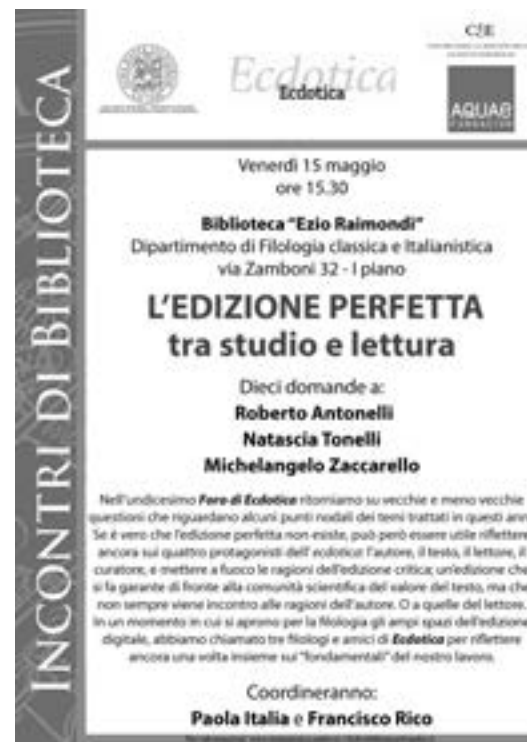 INCONTRI DI BIBLIOTECA
Ecdotica
Ecdotica
AQUAE
FUNDACIÓN
Venerdì 15 maggio
ore 15.30
Biblioteca "Ezio Raimondi"
Dipartimento di Filologia classica e Italianistica
via Zamboni 32 - I piano
L'EDIZIONE PERFETTA
tra studio e lettura
Dieci domande a:
Roberto Antonelli
Natascia Tonelli
Michelangelo Zaccarello
Nell'undicesimo Foro di Ecdotica ritorniamo su vecchie e meno vecchie
questioni che riguardano alcuni punti nodali dei temi trattati in questi anni.
Se è vero che l'edizione perfetta non esiste, può però essere utile riflettere
ancora sui quattro protagonisti dell'ecdotica: l'autore, il testo, il lettore, il
curatore, e mettere a fuoco le ragioni dell'edizione critica; un'edizione che
si fa garante di fronte alla comunità scientifica del valore del testo, ma che
non sempre viene incontro alle ragioni dell'autore. O a quelle del lettore.
In un momento in cui si aprono per la filologia gli ampi spazi dell'edizione
digitale, abbiamo chiamato tre filologi e amici di Ecdotica per riflettere
ancora una volta insieme sui "fondamentali" del nostro lavoro.
Coordineranno:
Paola Italia e Francisco Rico